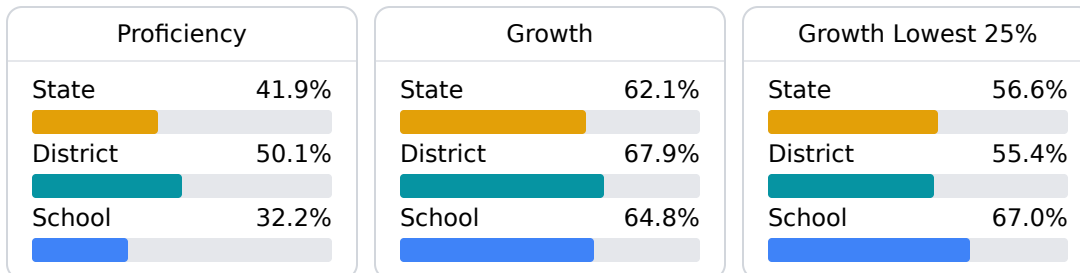 Proficiency
State 41.9%
District 50.1%
School 32.2%
Growth
State 62.1%
District 67.9%
School 64.8%
Growth Lowest 25%
State 56.6%
District 55.4%
School 67.0%